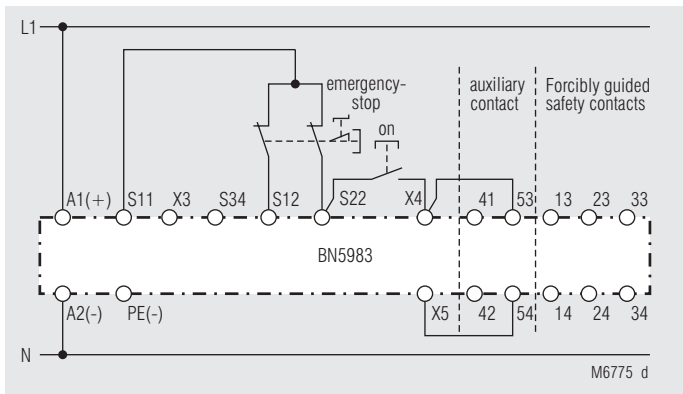 L1
emergency-
stop
on
auxiliary
contact
Forcibly guided
safety contacts
A1(+) S11 X3 S34 S12 S22 X4 41 53 13 23 33
BN5983
A2(-) PE(-) X5 42 54 14 24 34
N
M6775 d